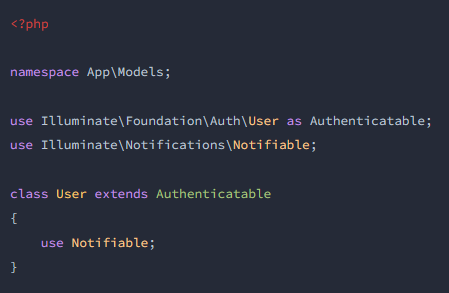 <?php
namespace App\Models;
use Illuminate\Foundation\Auth\User as Authenticatable;
use Illuminate\Notifications\Notifiable;
class User extends Authenticatable
{
    use Notifiable;
}